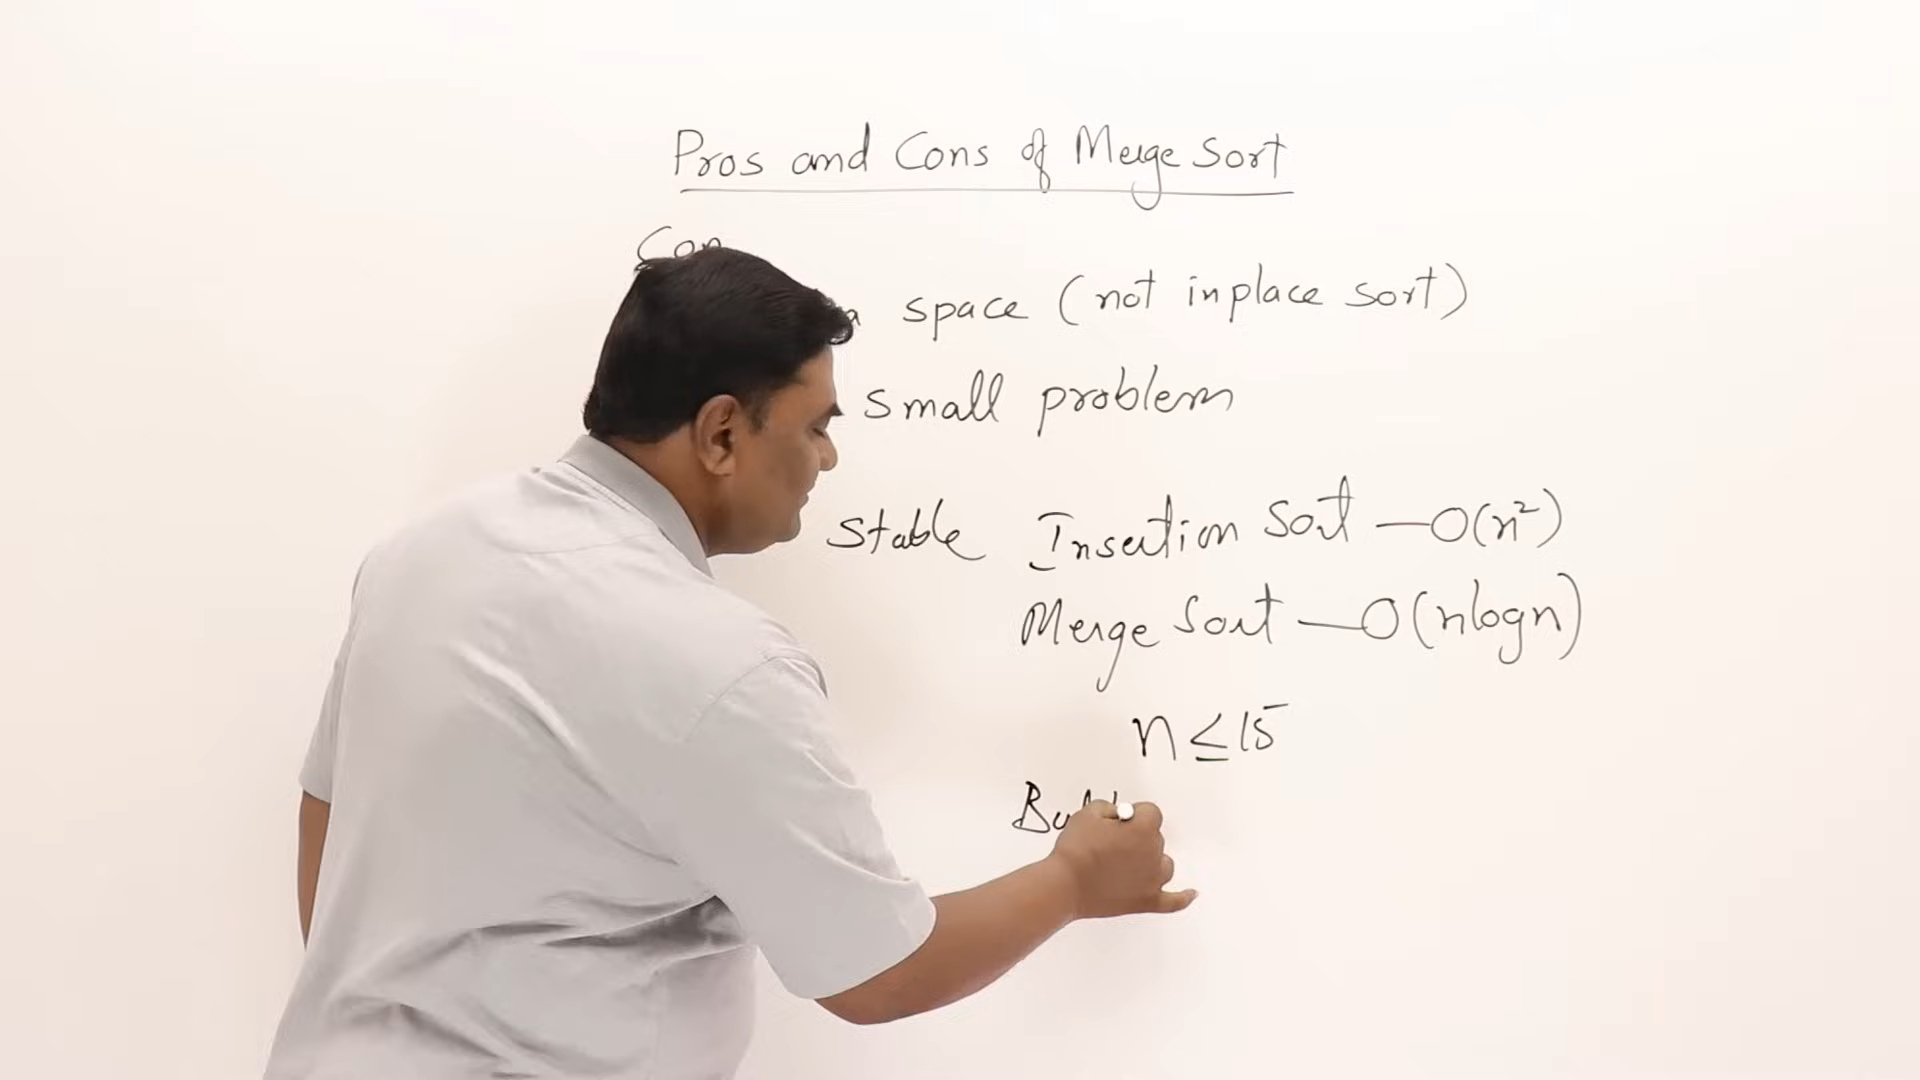 Pros and Cons of Merge Sort
Con
space (not inplace sort)
small problem
Stable Insertion Sort — O(n²)
Merge Sort — O(nlogn)
n ≤ 15